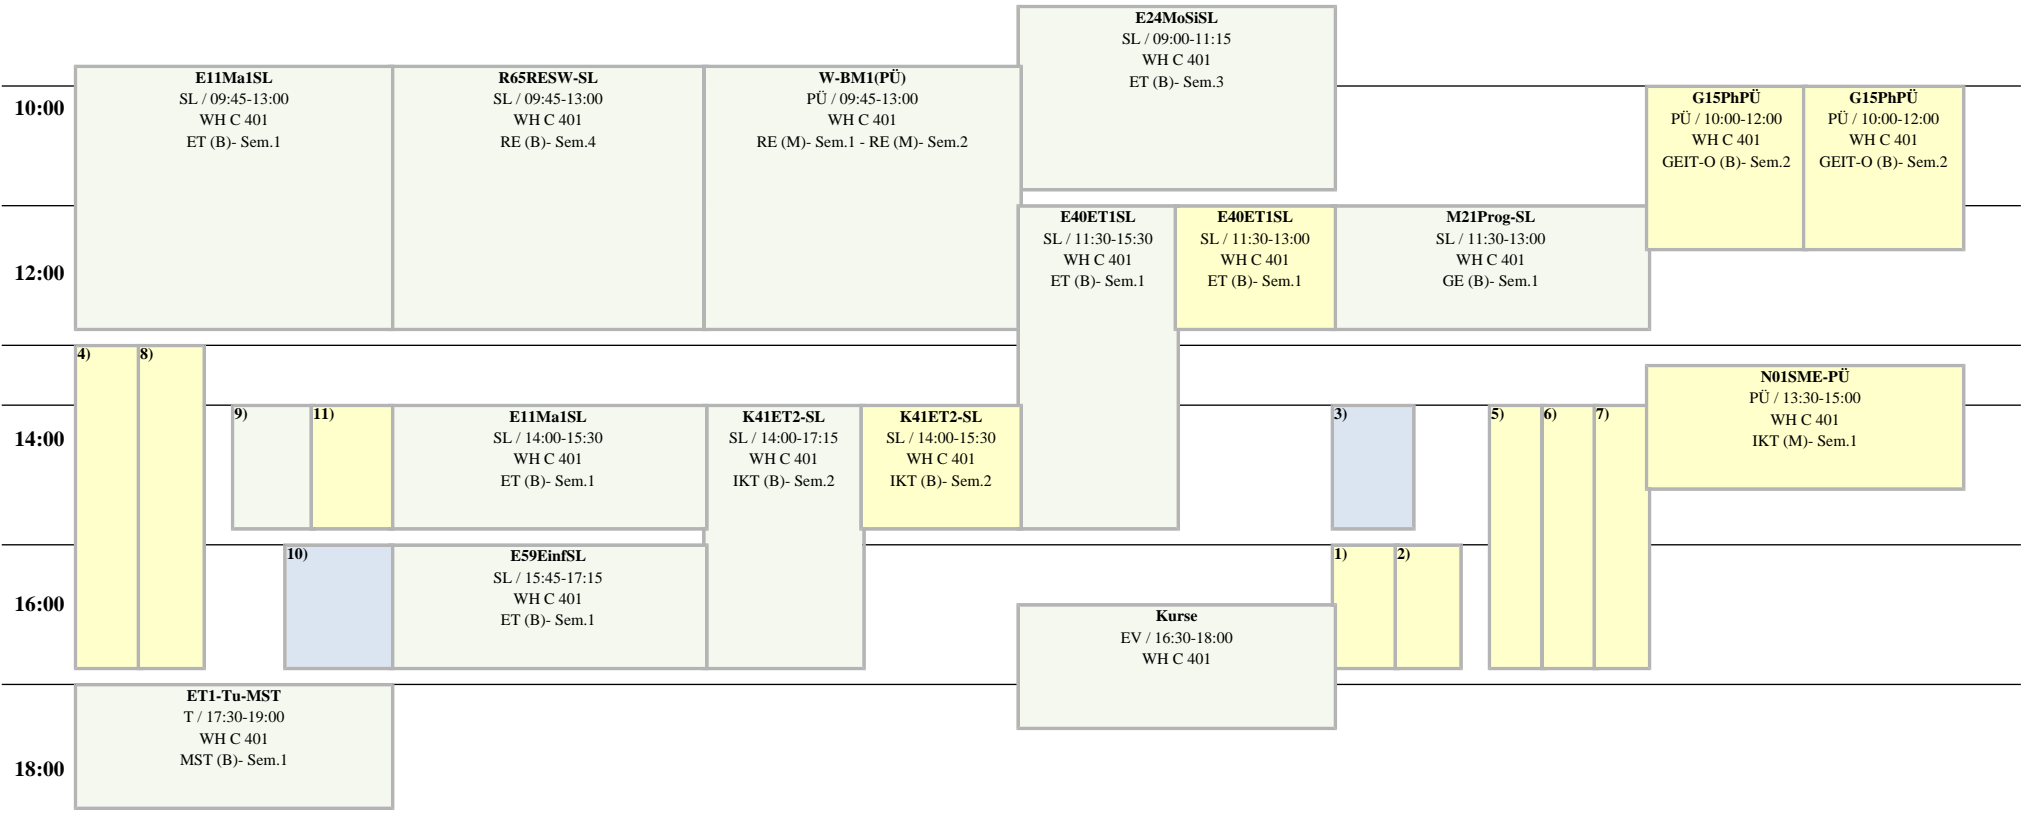 E24MoSiSL
SL / 09:00-11:15
WH C 401
ET (B)- Sem.3
E11Ma1SL
SL / 09:45-13:00
WH C 401
ET (B)- Sem.1
R65RESW-SL
SL / 09:45-13:00
WH C 401
RE (B)- Sem.4
W-BM1(PÜ)
PÜ / 09:45-13:00
WH C 401
RE (M)- Sem.1 - RE (M)- Sem.2
10:00
G15PhPÜ
PÜ / 10:00-12:00
WH C 401
GEIT-O (B)- Sem.2
G15PhPÜ
PÜ / 10:00-12:00
WH C 401
GEIT-O (B)- Sem.2
E40ET1SL
SL / 11:30-15:30
WH C 401
ET (B)- Sem.1
E40ET1SL
SL / 11:30-13:00
WH C 401
ET (B)- Sem.1
M21Prog-SL
SL / 11:30-13:00
WH C 401
GE (B)- Sem.1
12:00
4)
8)
N01SME-PÜ
PÜ / 13:30-15:00
WH C 401
IKT (M)- Sem.1
9)
11)
E11Ma1SL
SL / 14:00-15:30
WH C 401
ET (B)- Sem.1
K41ET2-SL
SL / 14:00-17:15
WH C 401
IKT (B)- Sem.2
K41ET2-SL
SL / 14:00-15:30
WH C 401
IKT (B)- Sem.2
3)
5)
6)
7)
14:00
10)
E59EinfSL
SL / 15:45-17:15
WH C 401
ET (B)- Sem.1
1)
2)
16:00
Kurse
EV / 16:30-18:00
WH C 401
ET1-Tu-MST
T / 17:30-19:00
WH C 401
MST (B)- Sem.1
18:00